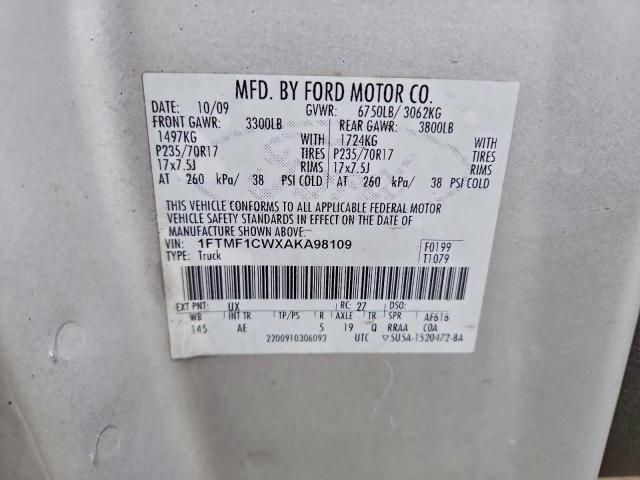 MFD. BY FORD MOTOR CO.
DATE: 10/09 GVWR: 6750LB/ 3062KG
FRONT GAWR: 3300LB REAR GAWR: 3800LB
1497KG WITH 1724KG WITH
P235/70R17 TIRES P235/70R17 TIRES
17x7.5J RIMS 17x7.5J RIMS
AT 260 kPa/ 38 PSI COLD AT 260 kPa/ 38 PSI COLD
THIS VEHICLE CONFORMS TO ALL APPLICABLE FEDERAL MOTOR
VEHICLE SAFETY STANDARDS IN EFFECT ON THE DATE OF
MANUFACTURE SHOWN ABOVE.
VIN: 1FTMF1CWXAKA98109 F0199
TYPE: Truck T1079
EXT PNT: UX RC: 27 DSO:
WB INT TR TP/PS R AXLE TR SPR AF616
145 AE 5 19 Q RRAA COA
2200910306093 UTC ▽5U5A-1520472-BA